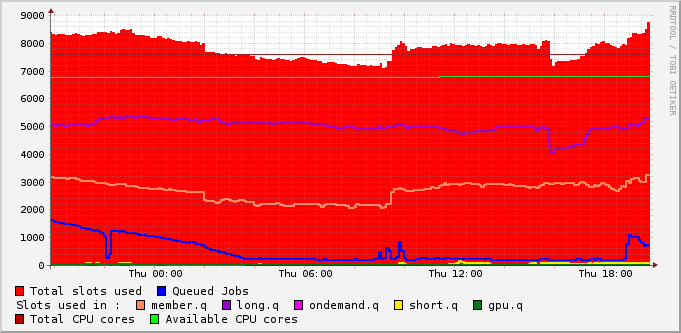 9000
8000
7000
6000
5000
4000
3000
2000
1000
0
Thu 00:00 Thu 06:00 Thu 12:00 Thu 18:00
RRDTOOL / TOBI OETIKER
Total slots used Queued Jobs
Slots used in : member.q long.q ondemand.q short.q gpu.q
Total CPU cores Available CPU cores